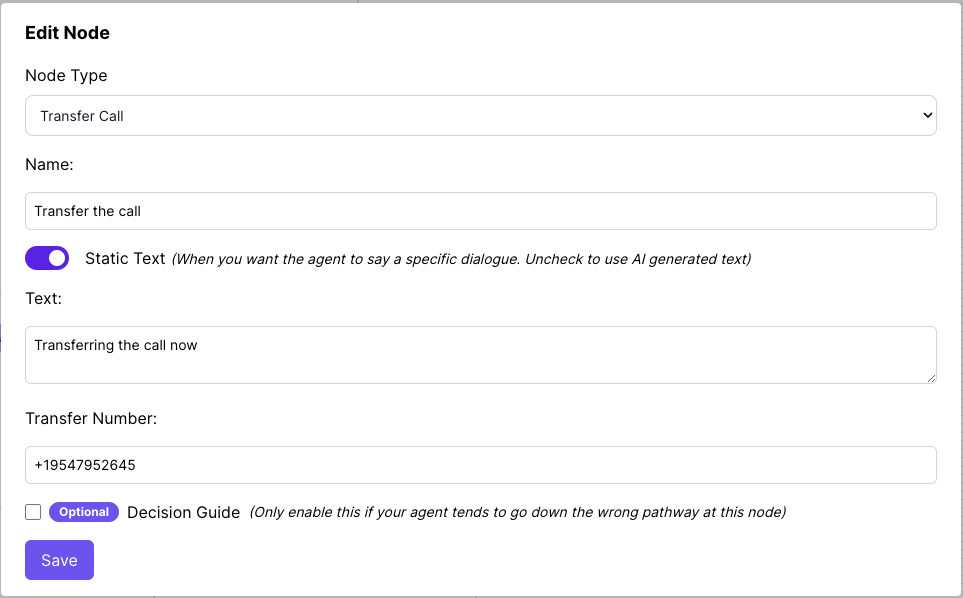 Edit Node
Node Type
Transfer Call
Name:
Transfer the call
Static Text (When you want the agent to say a specific dialogue. Uncheck to use AI generated text)
Text:
Transferring the call now
Transfer Number:
+19547952645
Optional Decision Guide (Only enable this if your agent tends to go down the wrong pathway at this node)
Save